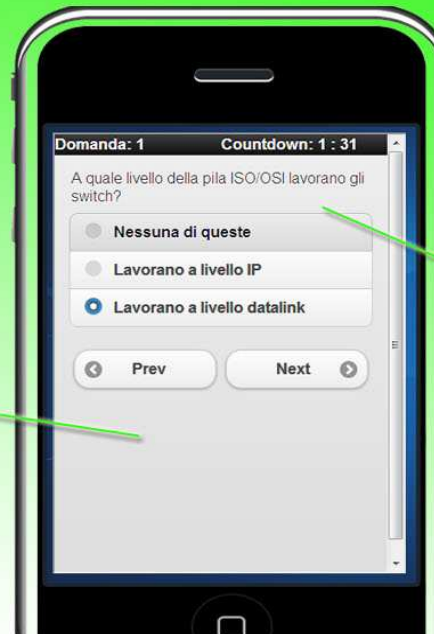 Domanda: 1 Countdown: 1 : 31
A quale livello della pila ISO/OSI lavorano gli
switch?
Nessuna di queste
Lavorano a livello IP
Lavorano a livello datalink
Prev Next